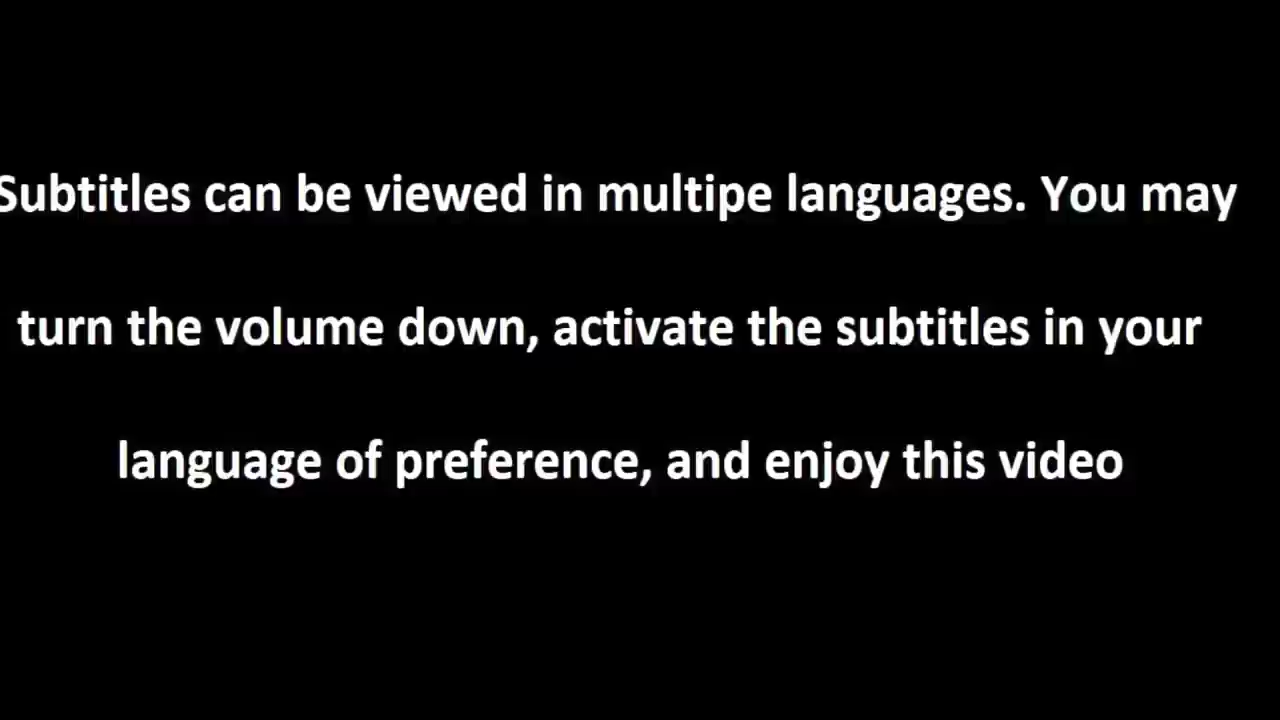 Subtitles can be viewed in multipe languages. You may
turn the volume down, activate the subtitles in your
language of preference, and enjoy this video